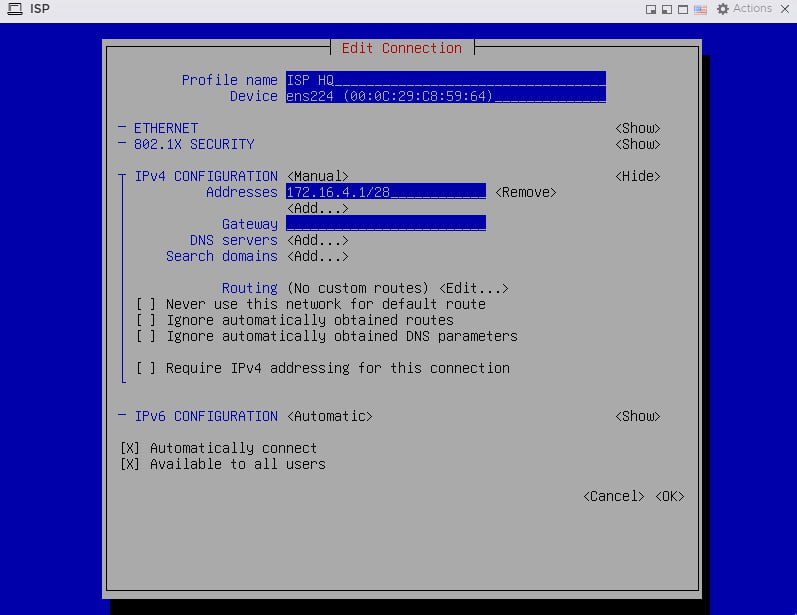 ISP
Actions
Edit Connection
Profile name ISP HQ
Device ens224 (00:0C:29:C8:59:64)
ETHERNET <Show>
802.1X SECURITY <Show>
IPv4 CONFIGURATION <Manual> <Hide>
Addresses 172.16.4.1/28 <Remove>
<Add...>
Gateway
DNS servers <Add...>
Search domains <Add...>
Routing (No custom routes) <Edit...>
[ ] Never use this network for default route
[ ] Ignore automatically obtained routes
[ ] Ignore automatically obtained DNS parameters
[ ] Require IPv4 addressing for this connection
IPv6 CONFIGURATION <Automatic> <Show>
[X] Automatically connect
[X] Available to all users
<Cancel> <OK>